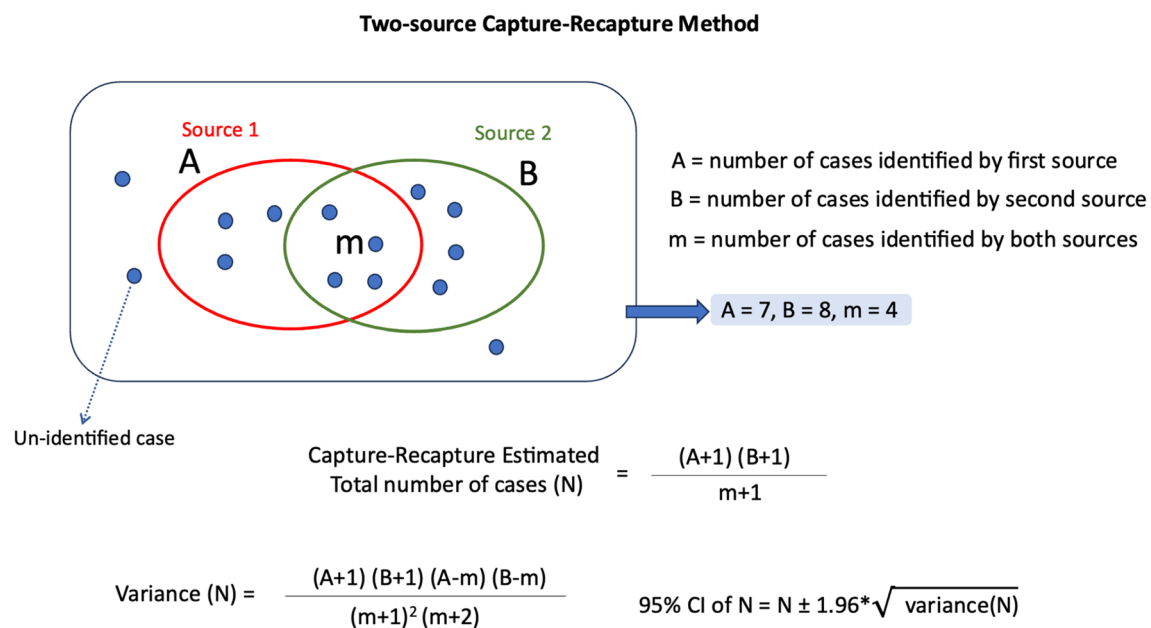 Two-source Capture-Recapture Method
Source 1
Source 2
A
B
m
A = number of cases identified by first source
B = number of cases identified by second source
m = number of cases identified by both sources
A = 7, B = 8, m = 4
Un-identified case
Capture-Recapture Estimated
Total number of cases (N)
=
(A+1) (B+1)
m+1
Variance (N) =
(A+1) (B+1) (A-m) (B-m)
(m+1)² (m+2)
95% CI of N = N ± 1.96*√ variance(N)